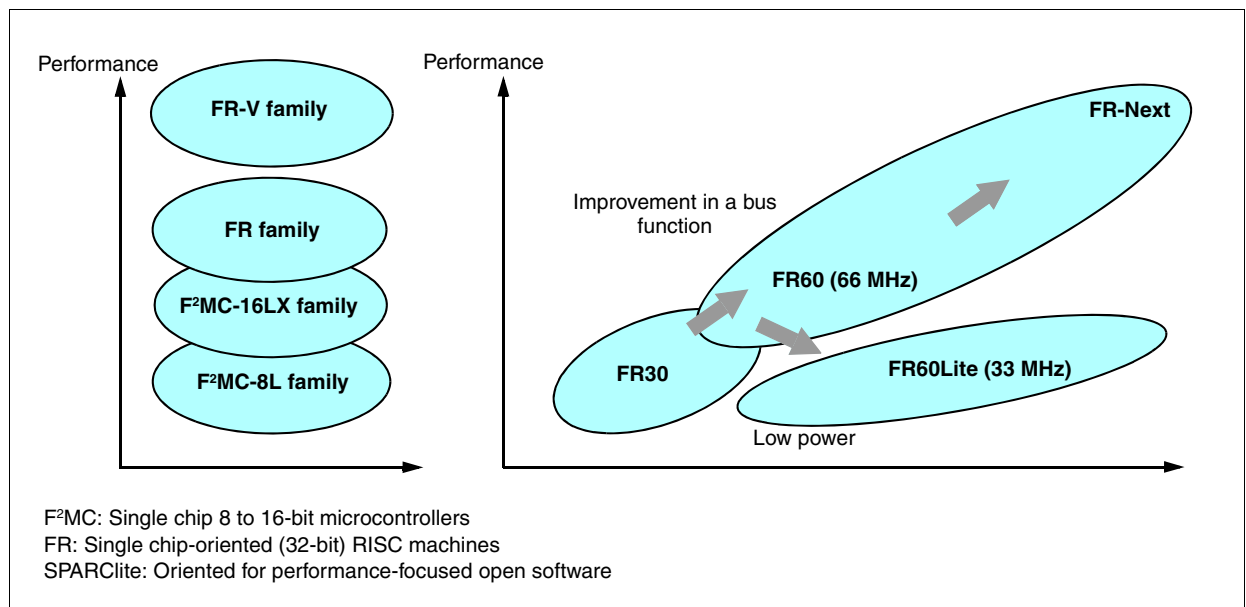 Performance
FR-V family
FR family
F²MC-16LX family
F²MC-8L family
Performance
FR-Next
Improvement in a bus
function
FR60 (66 MHz)
FR30
FR60Lite (33 MHz)
Low power
F²MC: Single chip 8 to 16-bit microcontrollers
FR: Single chip-oriented (32-bit) RISC machines
SPARClite: Oriented for performance-focused open software